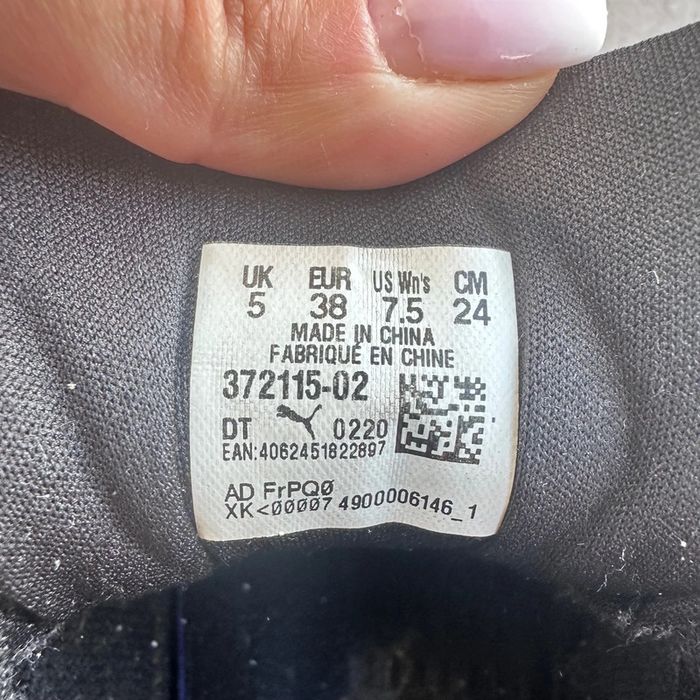 UK EUR US Wn's CM
5 38 7.5 24
MADE IN CHINA
FABRIQUÉ EN CHINE
372115-02
DT 0220
EAN:4062451822897
AD FrPQ0
XK<00007 4900006146_1